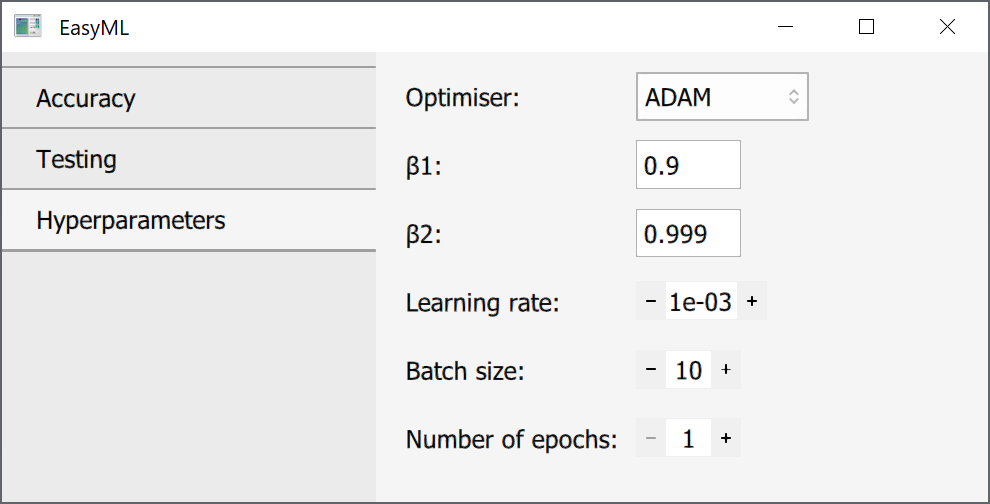 EasyML
Accuracy
Testing
Hyperparameters
Optimiser: ADAM
β1: 0.9
β2: 0.999
Learning rate: - 1e-03 +
Batch size: - 10 +
Number of epochs: - 1 +